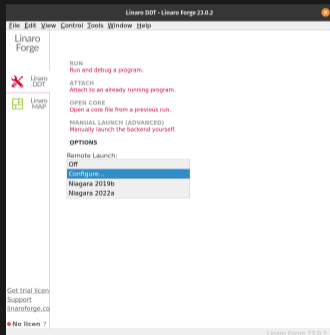 Linaro DDT - Linaro Forge 23.0.2
File Edit View Control Tools Window Help
Linaro
Forge
Linaro
DDT
Linaro
MAP
RUN
Run and debug a program.
ATTACH
Attach to an already running program.
OPEN CORE
Open a core file from a previous run.
MANUAL LAUNCH (ADVANCED)
Manually launch the backend yourself.
OPTIONS
Remote Launch:
Off
Configure...
Niagara 2019b
Niagara 2022a
Get trial licen
Support
linaroforge.co
No licen ?
Linaro Forge 23.0.2